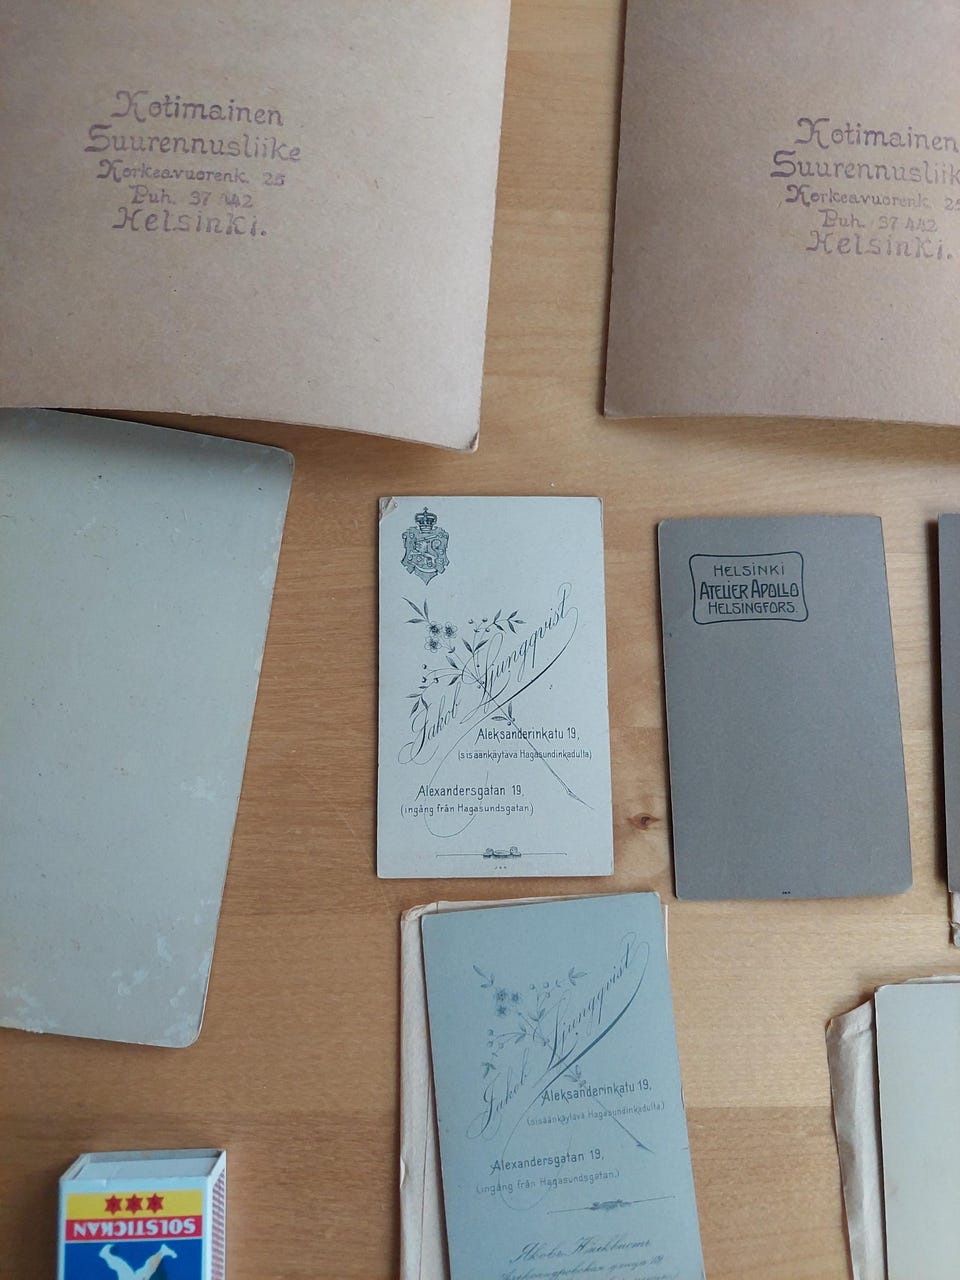 Kotimainen
Suurennusliike
Korkeavuorenk. 25
Puh. 37 442
Helsinki.
Kotimainen
Suurennusliik
Korkeavuorenk. 25
Puh. 37 442
Helsinki.
Jakob Ljungqvist
Aleksanderinkatu 19,
(sisäänkäytävä Hagasundinkadulta)
Alexandersgatan 19,
(ingång från Hagasundsgatan.)
HELSINKI
ATELIER APOLLO
HELSINGFORS.
Jakob Ljungqvist
Aleksanderinkatu 19,
(sisäänkäytävä Hagasundinkadulta)
Alexandersgatan 19,
(ingång från Hagasundsgatan.)
SOLSTICKAN